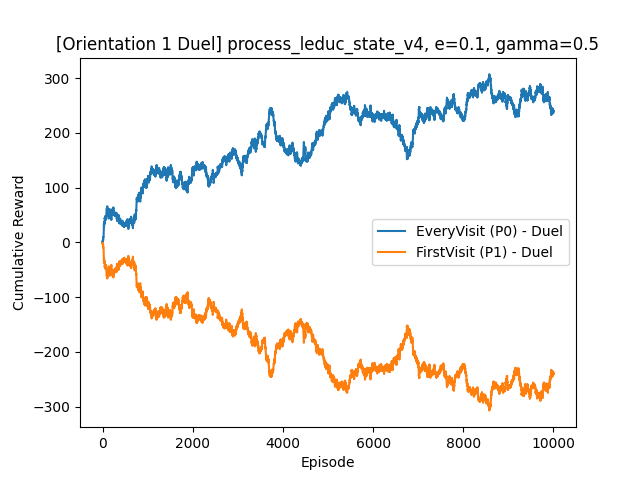 [Orientation 1 Duel] process_leduc_state_v4, e=0.1, gamma=0.5
Cumulative Reward
300
200
100
0
−100
−200
−300
EveryVisit (P0) - Duel
FirstVisit (P1) - Duel
0 2000 4000 6000 8000 10000
Episode